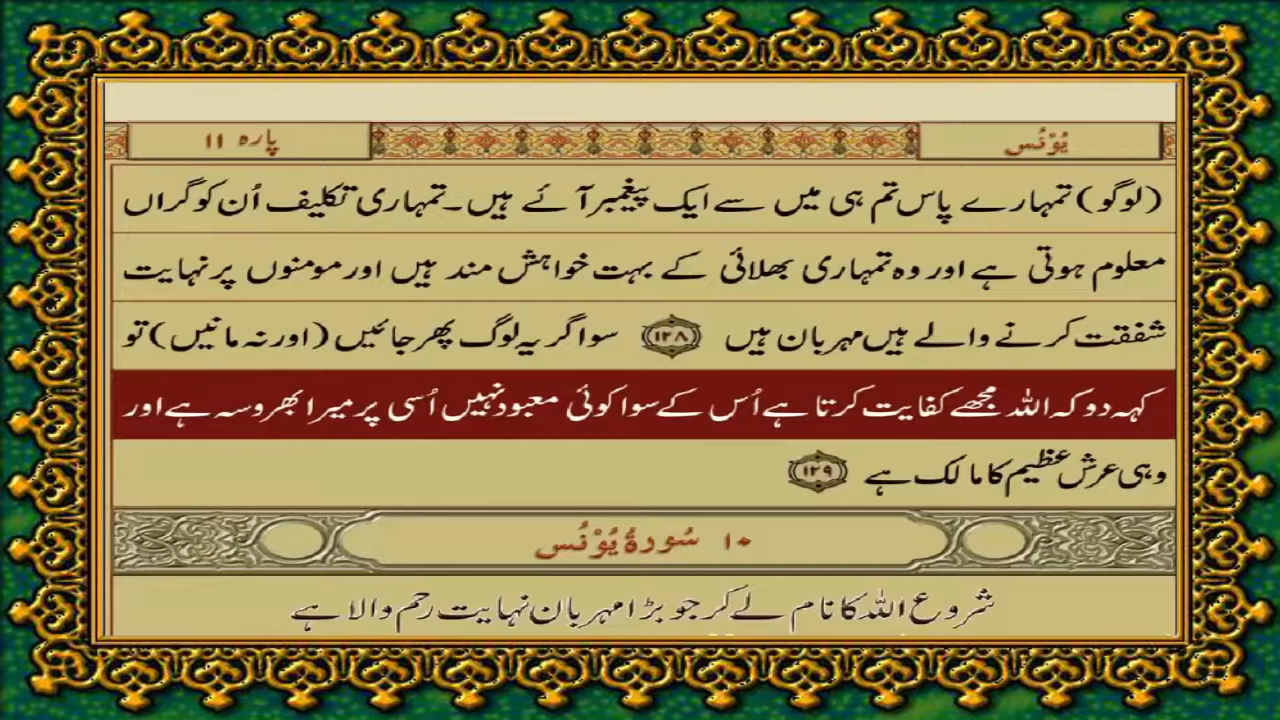 یُوْنُس
پارہ ۱۱
(لوگو) تمہارے پاس تم ہی میں سے ایک پیغمبر آئے ہیں۔ تمہاری تکلیف اُن کو گراں
معلوم ہوتی ہے اور وہ تمہاری بھلائی کے بہت خواہش مند ہیں اور مومنوں پر نہایت
شفقت کرنے والے ہیں مہربان ہیں ۱۲۸ سو اگر یہ لوگ پھر جائیں (اور نہ مانیں) تو
کہہ دو کہ اللہ مجھے کفایت کرتا ہے اُس کے سوا کوئی معبود نہیں اُسی پر میرا بھروسہ ہے اور
وہی عرش عظیم کا مالک ہے ۱۲۹
۱۰ سُورۃُ یُوْنُس
شروع اللہ کا نام لے کر جو بڑا مہربان نہایت رحم والا ہے